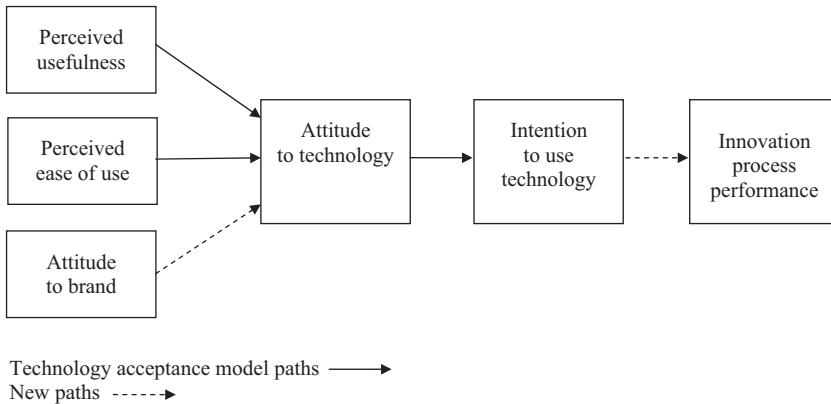 Perceived
usefulness
Perceived
ease of use
Attitude
to brand
Attitude
to technology
Intention
to use
technology
Innovation
process
performance
Technology acceptance model paths
New paths